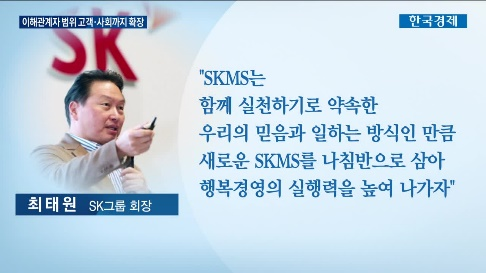 이해관계자 범위 고객·사회까지 확장
한국경제
SK
"SKMS는
함께 실천하기로 약속한
우리의 믿음과 일하는 방식인 만큼
새로운 SKMS를 나침반으로 삼아
행복경영의 실행력을 높여 나가자"
최태원 SK그룹 회장